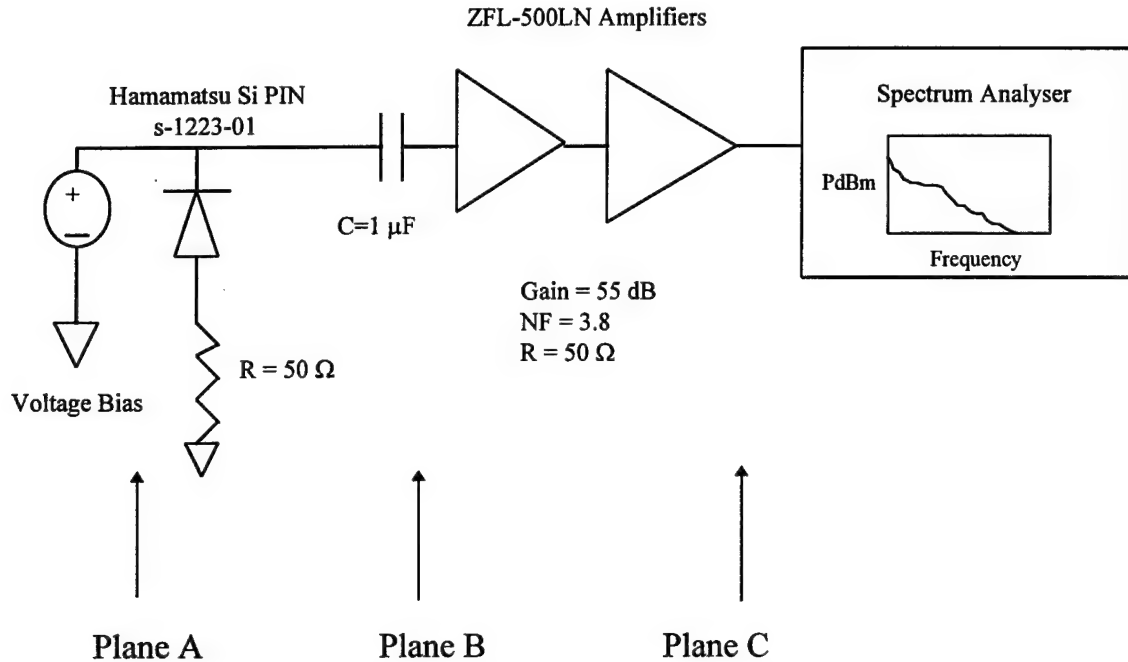 ZFL-500LN Amplifiers
Hamamatsu Si PIN
s-1223-01
Spectrum Analyser
+
PdBm
Frequency
C=1 μF
Gain = 55 dB
NF = 3.8
R = 50 Ω
R = 50 Ω
Voltage Bias
Plane A
Plane B
Plane C